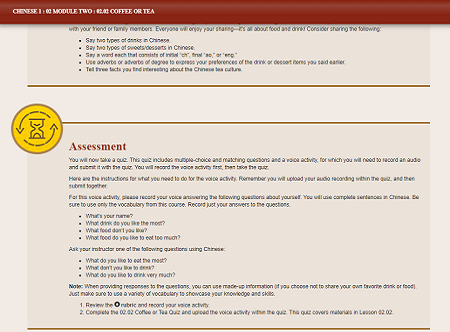 CHINESE 1 : 02 MODULE TWO : 02.02 COFFEE OR TEA
with your friend or family members. Everyone will enjoy your sharing—it's all about food and drink! Consider sharing the following:
Say two types of drinks in Chinese.
Say two types of sweets/desserts in Chinese.
Say a word each that consists of initial "ch", final "ao," or "eng."
Use adverbs or adverbs of degree to express your preferences of the drink or dessert items you said earlier.
Tell three facts you find interesting about the Chinese tea culture.
Assessment
You will now take a quiz. This quiz includes multiple-choice and matching questions and a voice activity, for which you will need to record an audio
and submit it with the quiz. You will record the voice activity first, then take the quiz.
Here are the instructions for what you need to do for the voice activity. Remember you will upload your audio recording within the quiz, and then
submit together.
For this voice activity, please record your voice answering the following questions about yourself. You will use complete sentences in Chinese. Be
sure to use only the vocabulary from this course. Record just your answers to the questions.
What's your name?
What drink do you like the most?
What food don't you like?
What food do you like to eat too much?
Ask your instructor one of the following questions using Chinese:
What do you like to eat the most?
What don't you like to drink?
What do you like to drink very much?
Note: When providing responses to the questions, you can use made-up information (if you choose not to share your own favorite drink or food).
Just make sure to use a variety of vocabulary to showcase your knowledge and skills.
1. Review the rubric and record your voice activity.
2. Complete the 02.02 Coffee or Tea Quiz and upload the voice activity within the quiz. This quiz covers materials in Lesson 02.02.